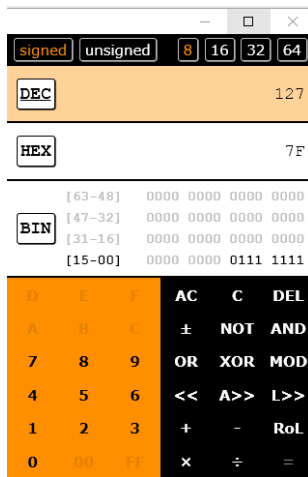 signed unsigned 8 16 32 64
DEC 127
HEX 7F
BIN
[63-48] 0000 0000 0000 0000
[47-32] 0000 0000 0000 0000
[31-16] 0000 0000 0000 0000
[15-00] 0000 0000 0111 1111
D E F AC C DEL
A B C ± NOT AND
7 8 9 OR XOR MOD
4 5 6 << A>> L>>
1 2 3 + - RoL
0 00 FF × ÷ =